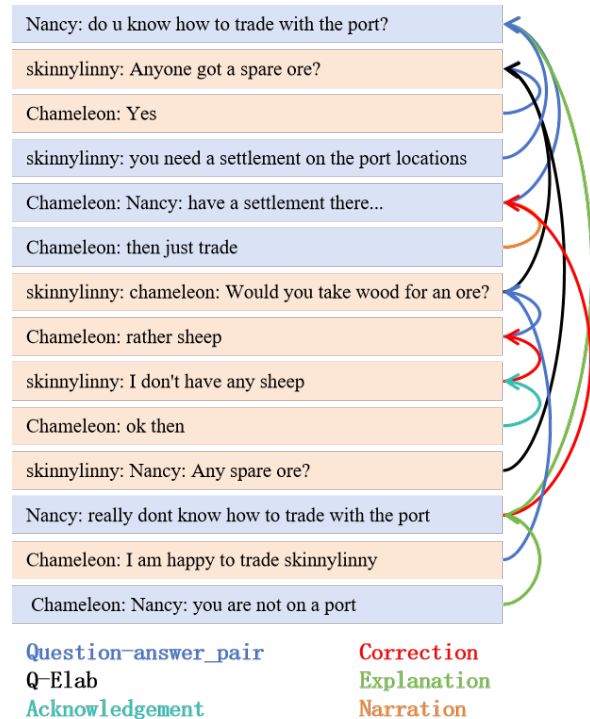 Nancy: do u know how to trade with the port?
skinnylinny: Anyone got a spare ore?
Chameleon: Yes
skinnylinny: you need a settlement on the port locations
Chameleon: Nancy: have a settlement there...
Chameleon: then just trade
skinnylinny: chameleon: Would you take wood for an ore?
Chameleon: rather sheep
skinnylinny: I don't have any sheep
Chameleon: ok then
skinnylinny: Nancy: Any spare ore?
Nancy: really dont know how to trade with the port
Chameleon: I am happy to trade skinnylinny
Chameleon: Nancy: you are not on a port
Question-answer_pair Correction
Q-Elab Explanation
Acknowledgement Narration